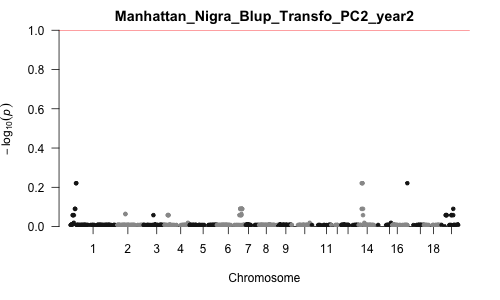 Manhattan_Nigra_Blup_Transfo_PC2_year2
1.0
0.8
0.6
0.4
0.2
0.0
− log10(p)
1 2 3 4 5 6 7 8 9 11 14 16 18
Chromosome